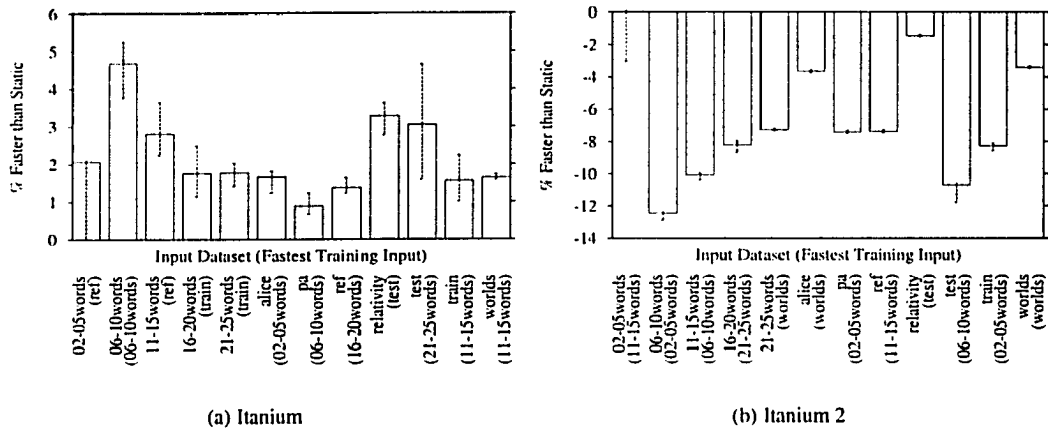 % Faster than Static
6
5
4
3
2
1
0
Input Dataset (Fastest Training Input)
02-05words
(ref)
06-10words
(06-10words)
11-15words
(ref)
16-20words
(train)
21-25words
(train)
alice
(02-05words)
pa
(06-10words)
ref
(16-20words)
relativity
(test)
test
(21-25words)
train
(11-15words)
worlds
(11-15words)
(a) Itanium
% Faster than Static
0
-2
-4
-6
-8
-10
-12
-14
Input Dataset (Fastest Training Input)
02-05words
(11-15words)
06-10words
(02-05words)
11-15words
(06-10words)
16-20words
(21-25words)
21-25words
(worlds)
alice
(worlds)
pa
(02-05words)
ref
(11-15words)
relativity
(test)
test
(06-10words)
train
(02-05words)
worlds
(worlds)
(b) Itanium 2